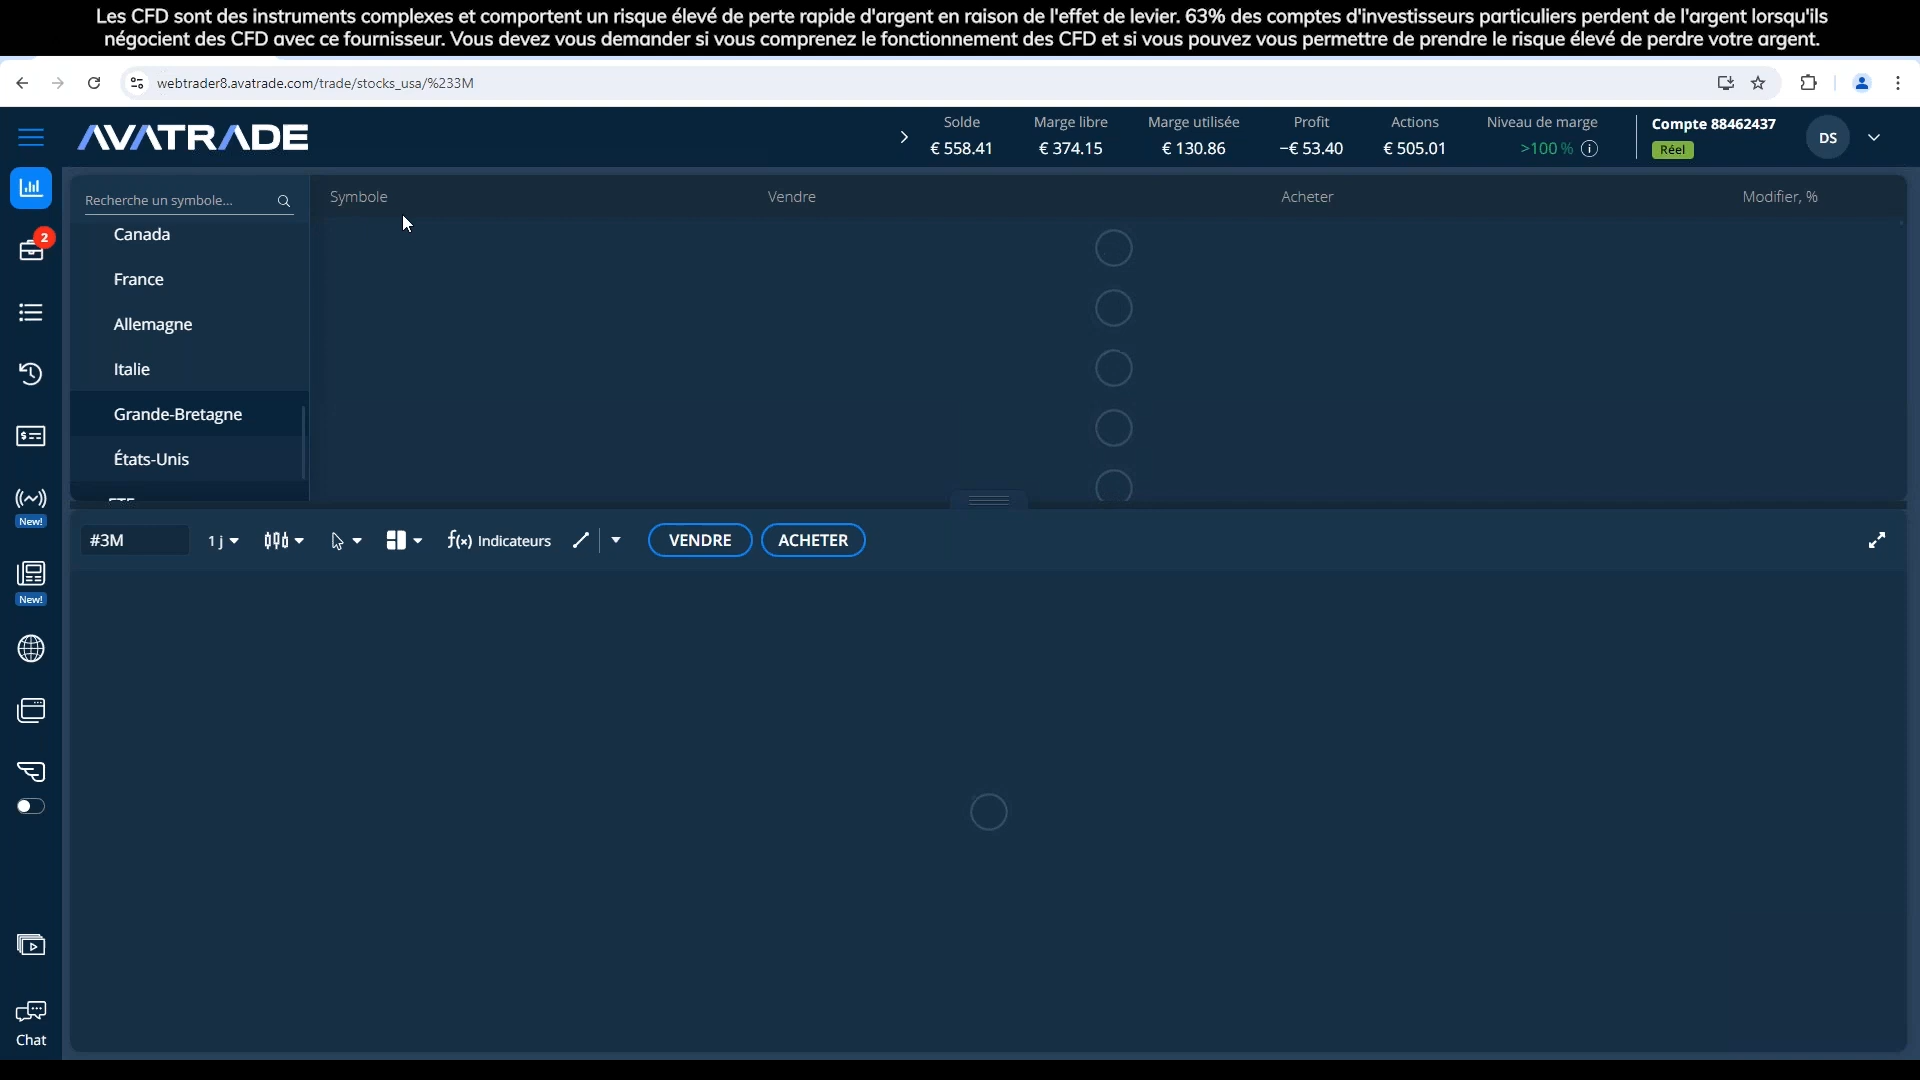 Les CFD sont des instruments complexes et comportent un risque élevé de perte rapide d'argent en raison de l'effet de levier. 63% des comptes d'investisseurs particuliers perdent de l'argent lorsqu'ils
négocient des CFD avec ce fournisseur. Vous devez vous demander si vous comprenez le fonctionnement des CFD et si vous pouvez vous permettre de prendre le risque élevé de perdre votre argent.
webtrader8.avatrade.com/trade/stocks_usa/%233M
AVATRADE
Solde Marge libre Marge utilisée Profit Actions Niveau de marge
€ 558.41 € 374.15 € 130.86 −€ 53.40 € 505.01 >100 %
Compte 88462437
Réel
DS
Recherche un symbole...
Symbole Vendre Acheter Modifier, %
2
Canada
France
Allemagne
Italie
Grande-Bretagne
États-Unis
New!
#3M 1 j f(x) Indicateurs VENDRE ACHETER
New!
Chat